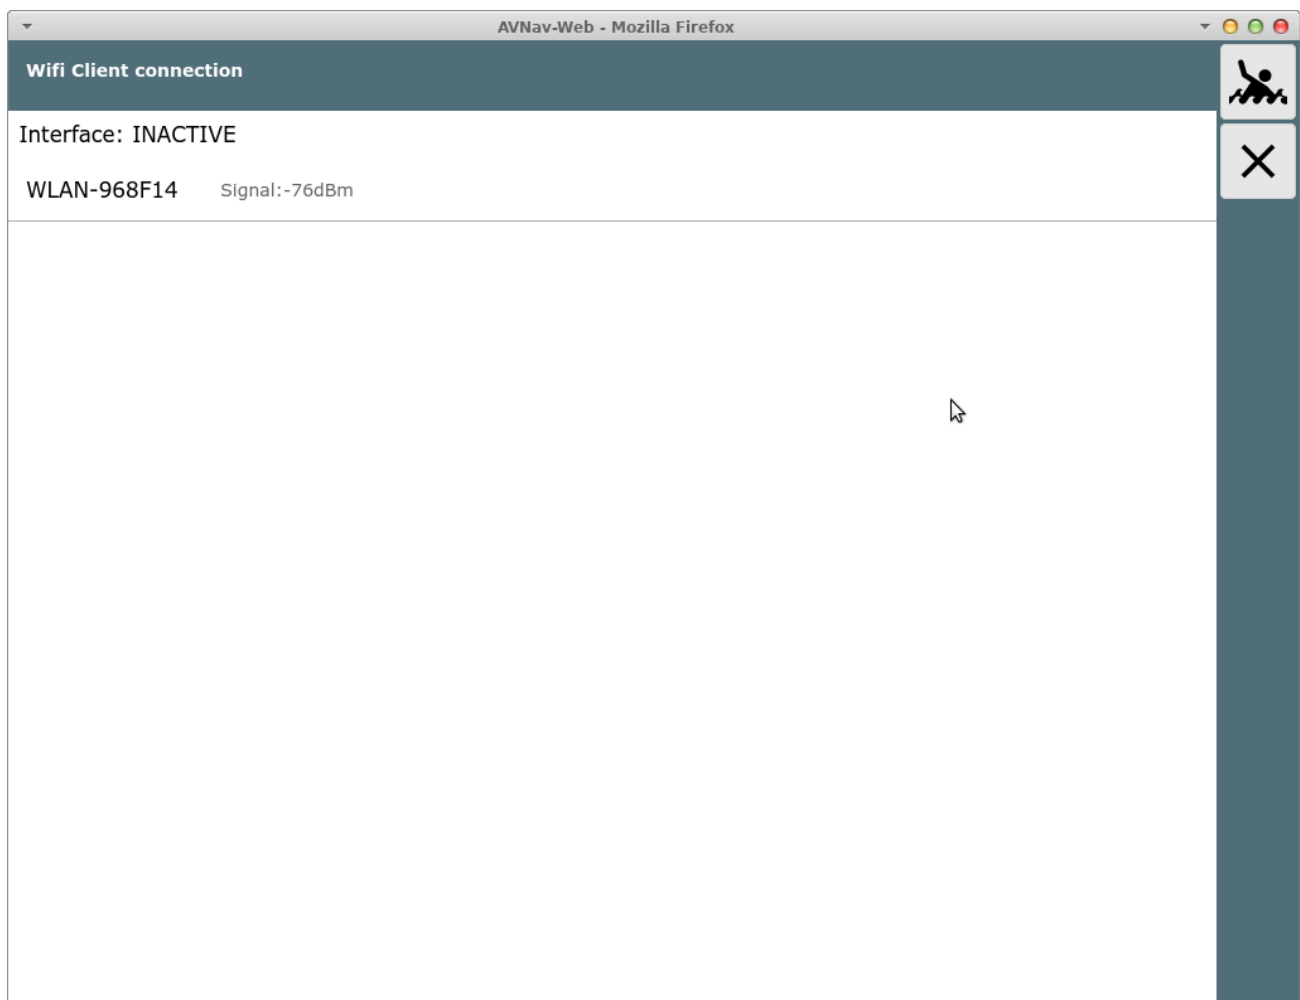 AVNav-Web - Mozilla Firefox
Wifi Client connection
Interface: INACTIVE
WLAN-968F14 Signal:-76dBm